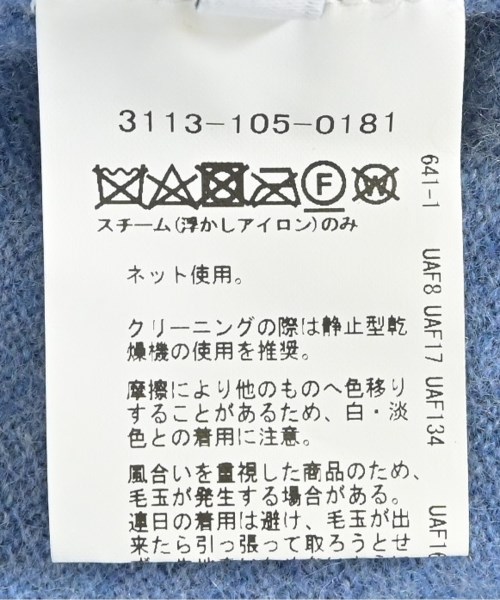 3113-105-0181
F W
スチーム(浮かしアイロン)のみ
ネット使用。
クリーニングの際は静止型乾
燥機の使用を推奨。
摩擦により他のものへ色移り
することがあるため、白・淡
色との着用に注意。
風合いを重視した商品のため、
毛玉が発生する場合がある。
連日の着用は避け、毛玉が出
来たら引っ張って取ろうとせ
641-1 UAF8 UAF17 UAF134